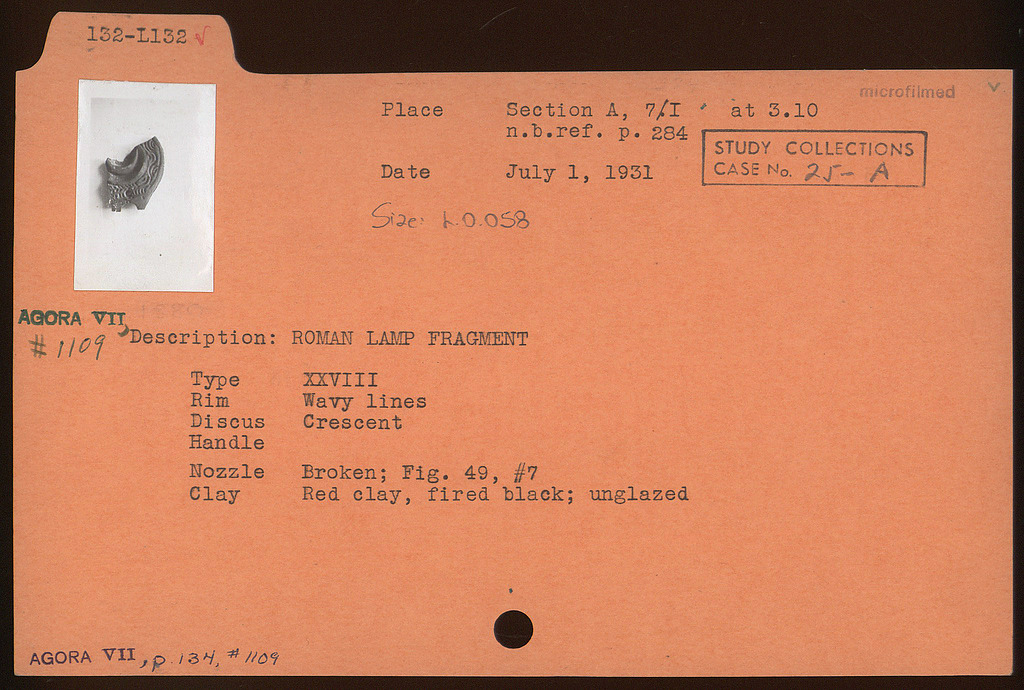 132-L132 √
microfilmed v
Place Section A, 7/I ' at 3.10
n.b.ref. p. 284
STUDY COLLECTIONS
CASE No. 25-A
Date July 1, 1931
Size: L.0.058
AGORA VII,
# 1109
Description: ROMAN LAMP FRAGMENT
Type XXVIII
Rim Wavy lines
Discus Crescent
Handle
Nozzle Broken; Fig. 49, #7
Clay Red clay, fired black; unglazed
AGORA VII, p. 134, # 1109